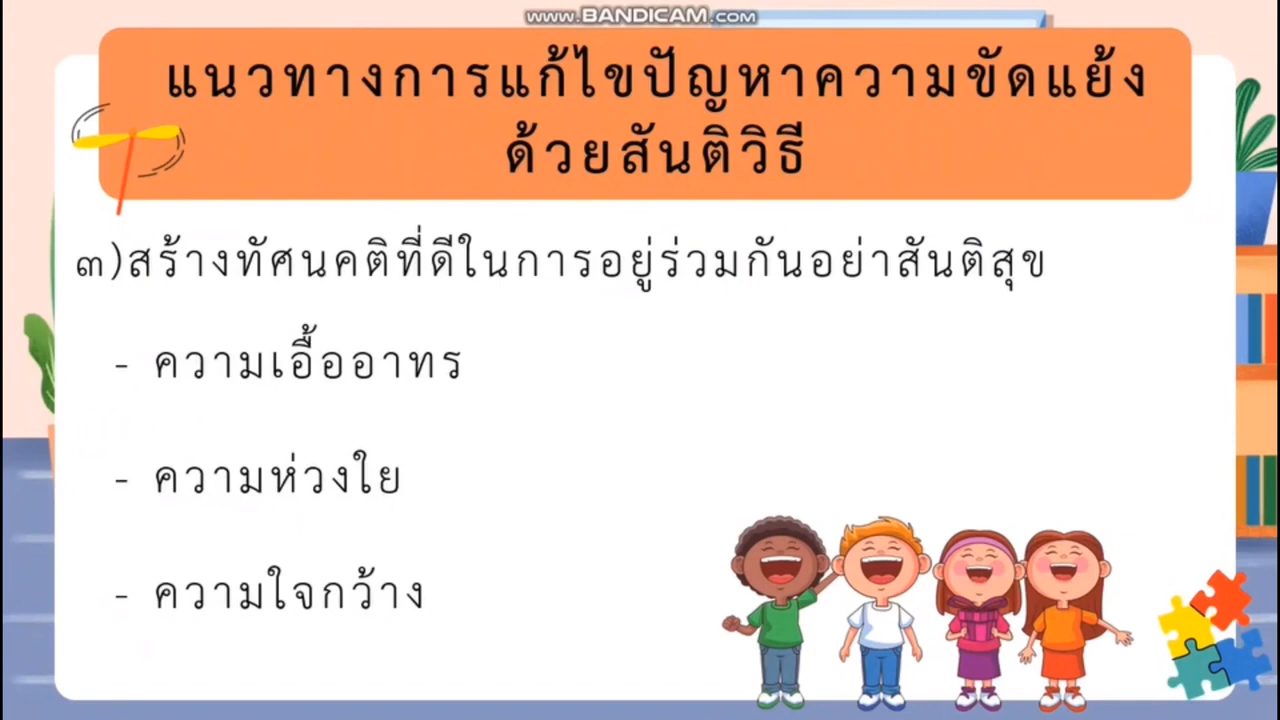 www.BANDICAM.com
แนวทางการแก้ไขปัญหาความขัดแย้ง
ด้วยสันติวิธี
๓)สร้างทัศนคติที่ดีในการอยู่ร่วมกันอย่าสันติสุข
- ความเอื้ออาทร
- ความห่วงใย
- ความใจกว้าง